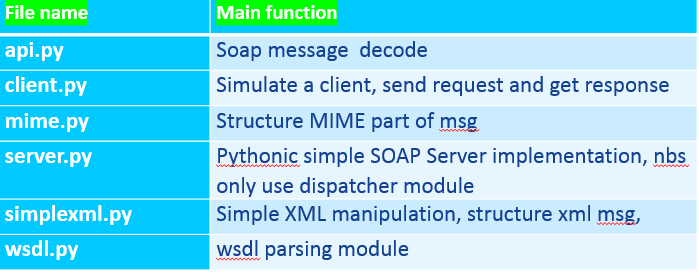 File name Main function
api.py Soap message decode
client.py Simulate a client, send request and get response
mime.py Structure MIME part of msg
server.py Pythonic simple SOAP Server implementation, nbs
only use dispatcher module
simplexml.py Simple XML manipulation, structure xml msg,
wsdl.py wsdl parsing module